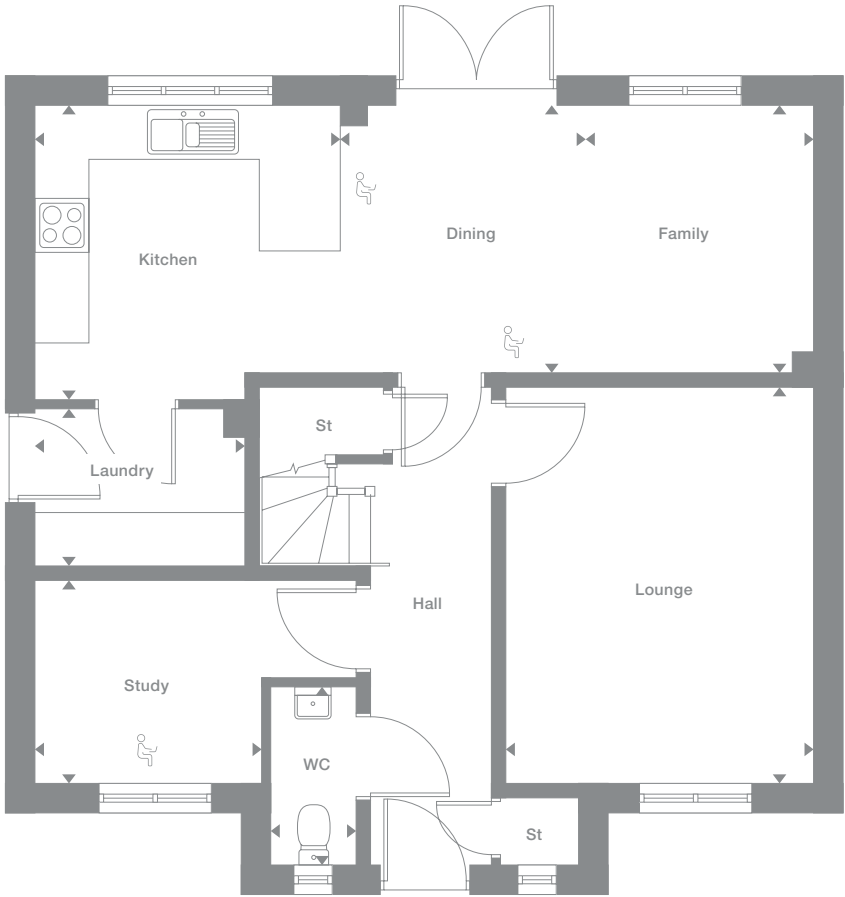 Dining
Family
Kitchen
St
Laundry
Lounge
Hall
Study
WC
St